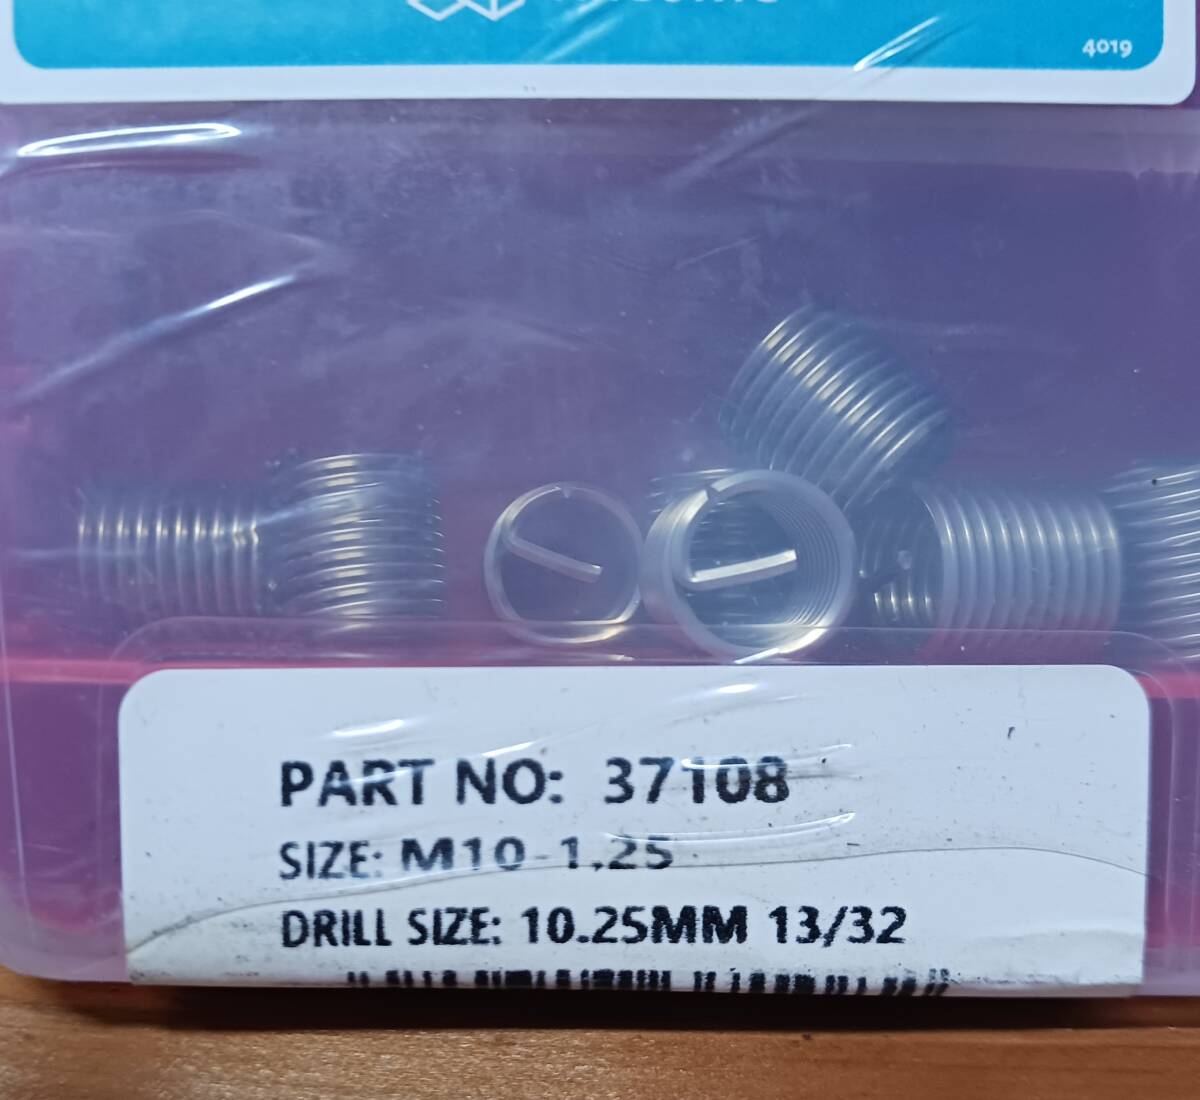 4019
PART NO: 37108
SIZE: M10-1.25
DRILL SIZE: 10.25MM 13/32